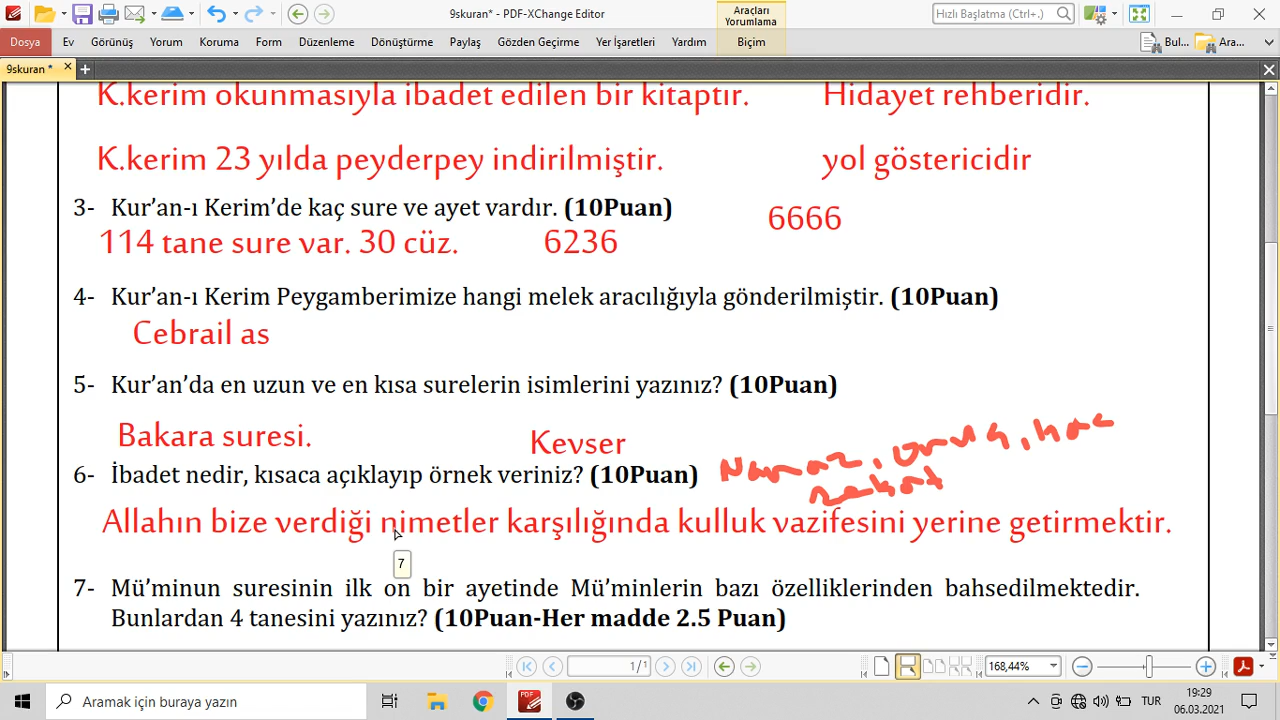 9skuran* - PDF-XChange Editor
Araçları Yorumlama
Hızlı Başlatma (Ctrl+.)
Dosya Ev Görünüş Yorum Koruma Form Düzenleme Dönüştürme Paylaş Gözden Geçirme Yer İşaretleri Yardım Biçim Bul... Ara...
9skuran *
K.kerim okunmasıyla ibadet edilen bir kitaptır. Hidayet rehberidir.
K.kerim 23 yılda peyderpey indirilmiştir. yol göstericidir
3- Kur'an-ı Kerim'de kaç sure ve ayet vardır. (10Puan)
6666
114 tane sure var. 30 cüz. 6236
4- Kur'an-ı Kerim Peygamberimize hangi melek aracılığıyla gönderilmiştir. (10Puan)
Cebrail as
5- Kur'an'da en uzun ve en kısa surelerin isimlerini yazınız? (10Puan)
Bakara suresi. Kevser
6- İbadet nedir, kısaca açıklayıp örnek veriniz? (10Puan) Namaz, oruç, hac
zekat
Allahın bize verdiği nimetler karşılığında kulluk vazifesini yerine getirmektir.
7
7- Mü'minun suresinin ilk on bir ayetinde Mü'minlerin bazı özelliklerinden bahsedilmektedir.
Bunlardan 4 tanesini yazınız? (10Puan-Her madde 2.5 Puan)
1/1
168,44%
Aramak için buraya yazın
TUR
19:29
06.03.2021